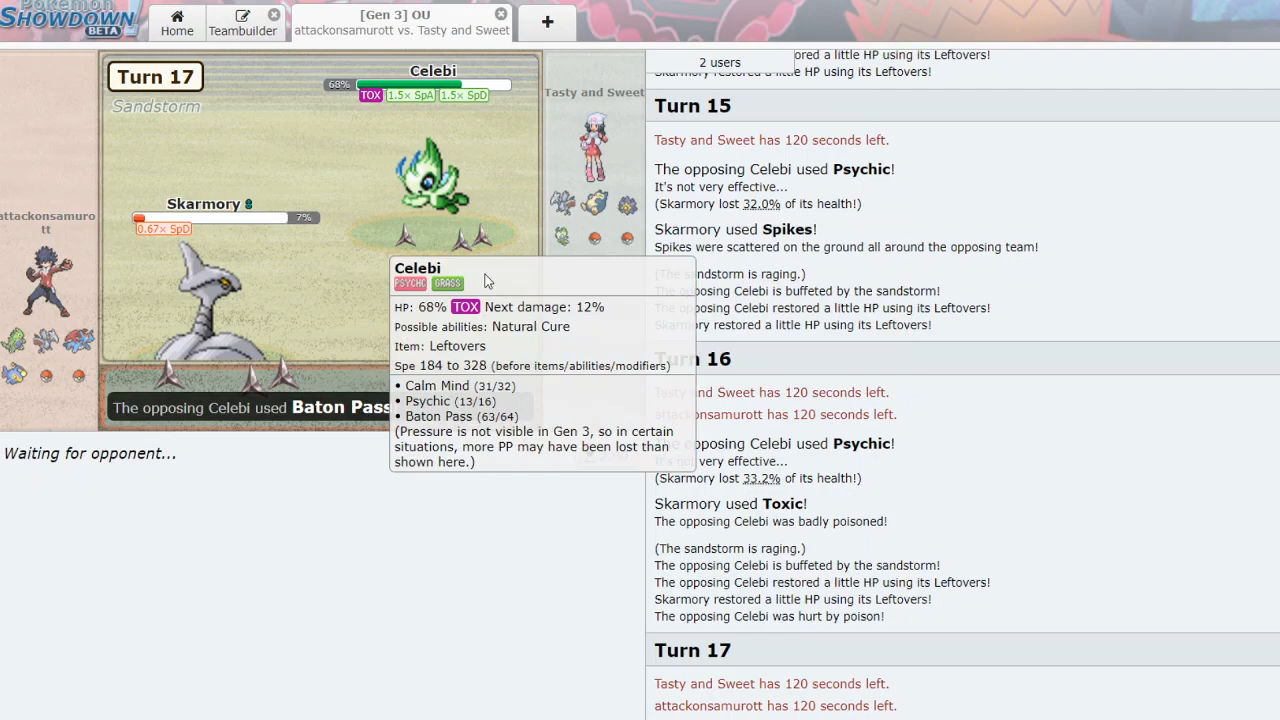 Pokémon
SHOWDOWN!
BETA
Home
Teambuilder
[Gen 3] OU
attackonsamurott vs. Tasty and Sweet
Turn 17
Sandstorm
Celebi
68%
TOX 1.5× SpA 1.5× SpD
Skarmory
7%
0.67× SpD
attackonsamuro
tt
Tasty and Sweet
The opposing Celebi used Baton Pass
Waiting for opponent...
Celebi
PSYCHC GRASS
HP: 68% TOX Next damage: 12%
Possible abilities: Natural Cure
Item: Leftovers
Spe 184 to 328 (before items/abilities/modifiers)
• Calm Mind (31/32)
• Psychic (13/16)
• Baton Pass (63/64)
(Pressure is not visible in Gen 3, so in certain
situations, more PP may have been lost than
shown here.)
2 users
ored a little HP using its Leftovers!
Skarmory restored a little HP using its Leftovers!
Turn 15
Tasty and Sweet has 120 seconds left.
The opposing Celebi used Psychic!
It's not very effective...
(Skarmory lost 32.0% of its health!)
Skarmory used Spikes!
Spikes were scattered on the ground all around the opposing team!
(The sandstorm is raging.)
The opposing Celebi is buffeted by the sandstorm!
The opposing Celebi restored a little HP using its Leftovers!
Skarmory restored a little HP using its Leftovers!
Turn 16
Tasty and Sweet has 120 seconds left.
attackonsamurott has 120 seconds left.
opposing Celebi used Psychic!
not very effective...
(Skarmory lost 33.2% of its health!)
Skarmory used Toxic!
The opposing Celebi was badly poisoned!
(The sandstorm is raging.)
The opposing Celebi is buffeted by the sandstorm!
The opposing Celebi restored a little HP using its Leftovers!
Skarmory restored a little HP using its Leftovers!
The opposing Celebi was hurt by poison!
Turn 17
Tasty and Sweet has 120 seconds left.
attackonsamurott has 120 seconds left.